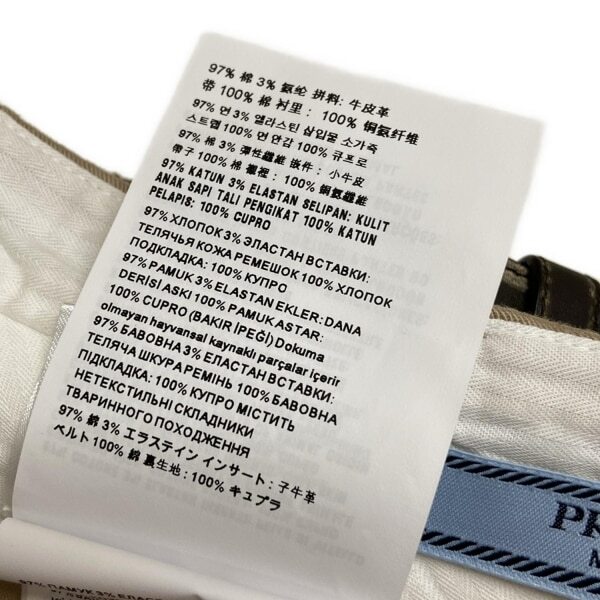 97% 棉 3% 氨纶 拼料: 牛皮革
带 100% 棉 衬里: 100% 铜氨纤维
97% 면 3% 엘라스틴 삽입물 소가죽
스트랩 100% 면 안감 100% 큐프로
97% 棉 3% 彈性纖維 嵌件: 小牛皮
帶子 100% 棉 襯裡: 100% 銅氨纖維
97% KATUN 3% ELASTAN SELIPAN: KULIT
ANAK SAPI TALI PENGIKAT 100% KATUN
PELAPIS: 100% CUPRO
97% ХЛОПОК 3% ЭЛАСТАН ВСТАВКИ:
ТЕЛЯЧЬЯ КОЖА РЕМЕШОК 100% ХЛОПОК
ПОДКЛАДКА: 100% КУПРО
97% PAMUK 3% ELASTAN EKLER: DANA
DERİSİ ASKI 100% PAMUK ASTAR:
100% CUPRO (BAKIR İPEĞİ) Dokuma
olmayan hayvansal kaynaklı parçalar içerir
97% БАВОВНА 3% ЕЛАСТАН ВСТАВКИ:
ТЕЛЯЧА ШКУРА РЕМІНЬ 100% БАВОВНА
ПІДКЛАДКА: 100% КУПРО МІСТИТЬ
НЕТЕКСТИЛЬНІ СКЛАДНИКИ
ТВАРИННОГО ПОХОДЖЕННЯ
97% 綿 3% エラステイン インサート: 子牛革
ベルト 100% 綿 裏生地: 100% キュプラ